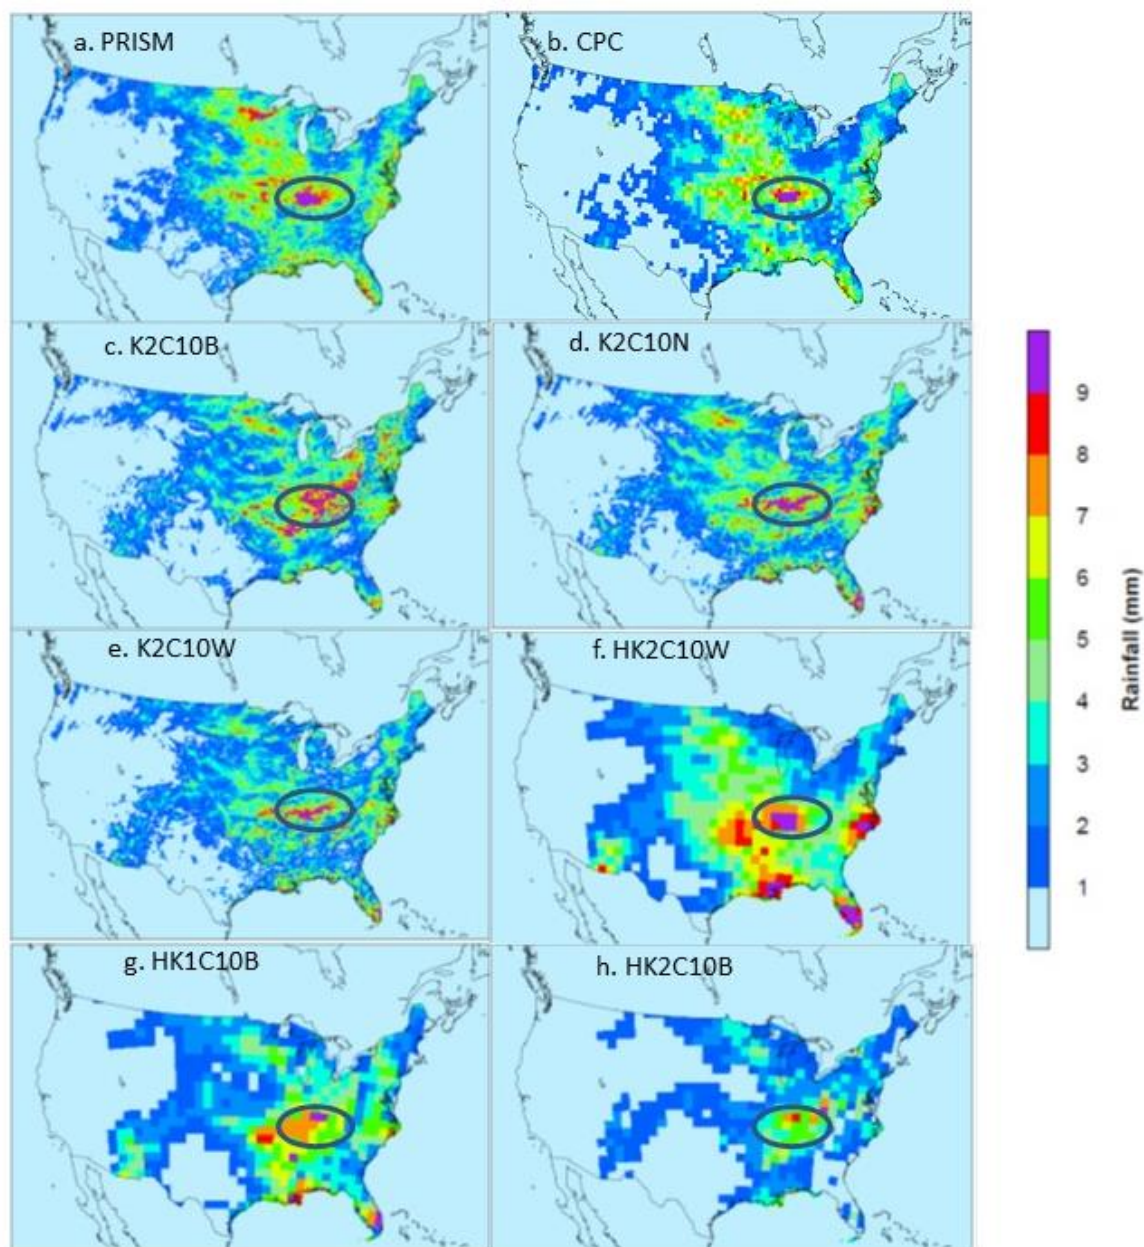 a. PRISM
b. CPC
c. K2C10B
d. K2C10N
e. K2C10W
f. HK2C10W
g. HK1C10B
h. HK2C10B
9
8
7
6
5
4
3
2
1
Rainfall (mm)